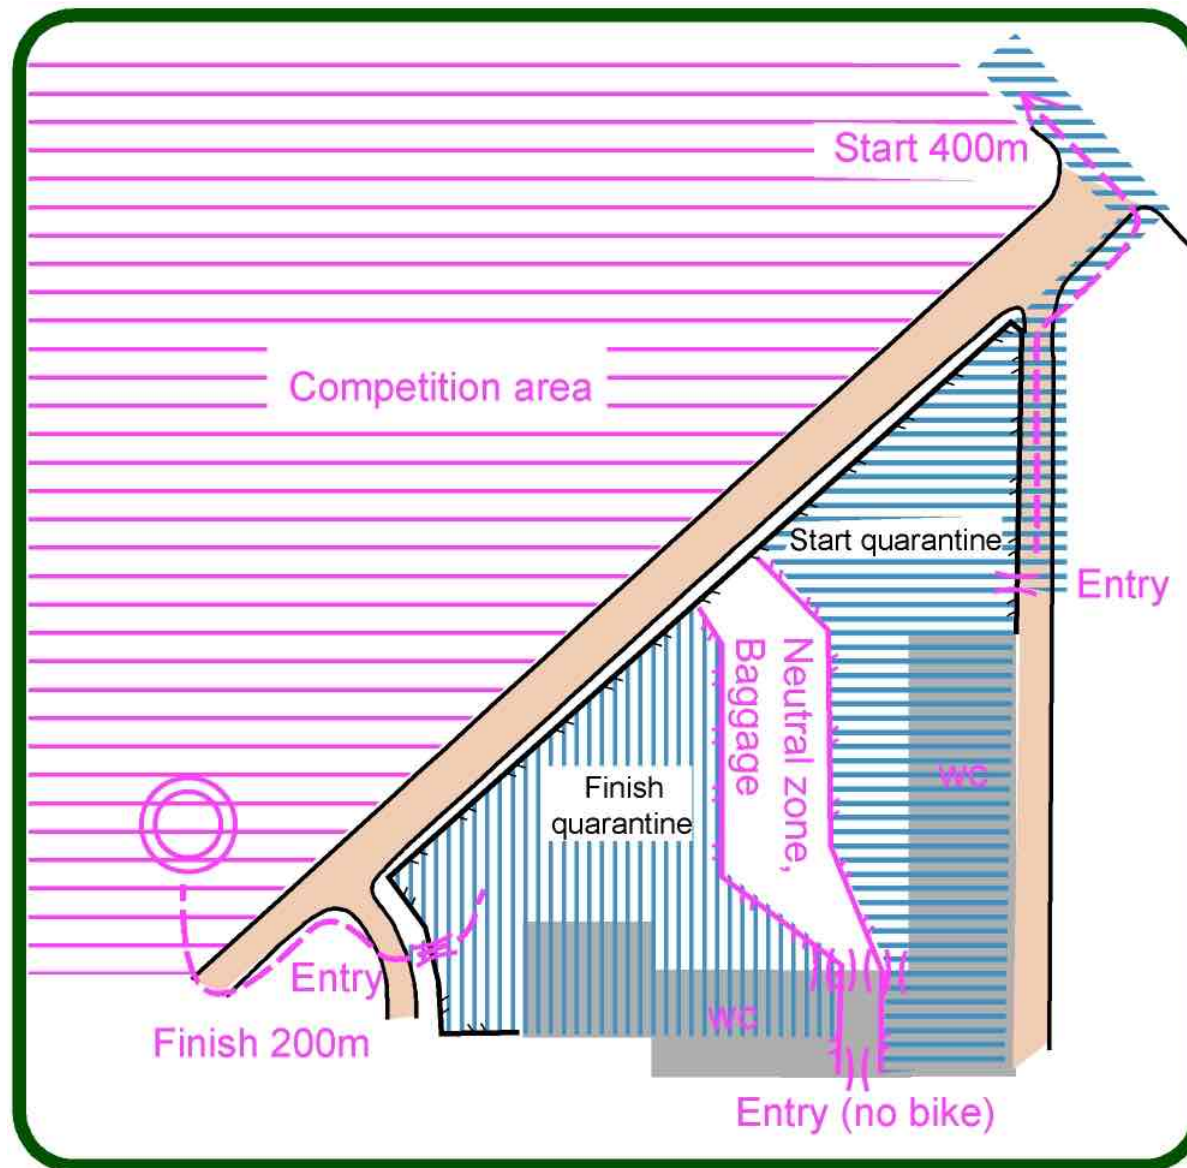 Start 400m
Competition area
Start quarantine
Entry
Neutral zone,
Baggage
WC
Finish
quarantine
Entry
WC
Finish 200m
Entry (no bike)